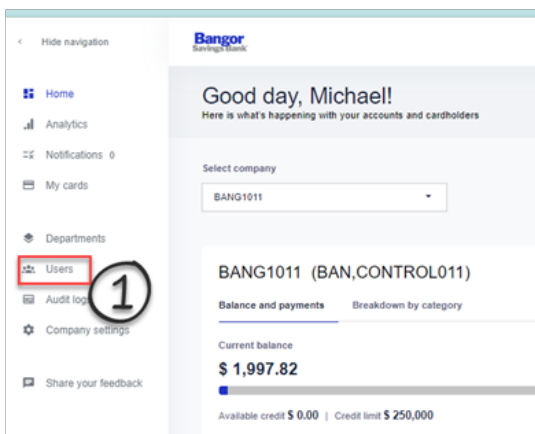 Hide navigation
Bangor
Savings Bank
Home
Analytics
Notifications 0
My cards
Departments
Users
Audit logs
Company settings
Share your feedback
Good day, Michael!
Here is what's happening with your accounts and cardholders
Select company
BANG1011
BANG1011 (BAN,CONTROL011)
Balance and payments Breakdown by category
Current balance
$ 1,997.82
Available credit $ 0.00 | Credit limit $ 250,000
1